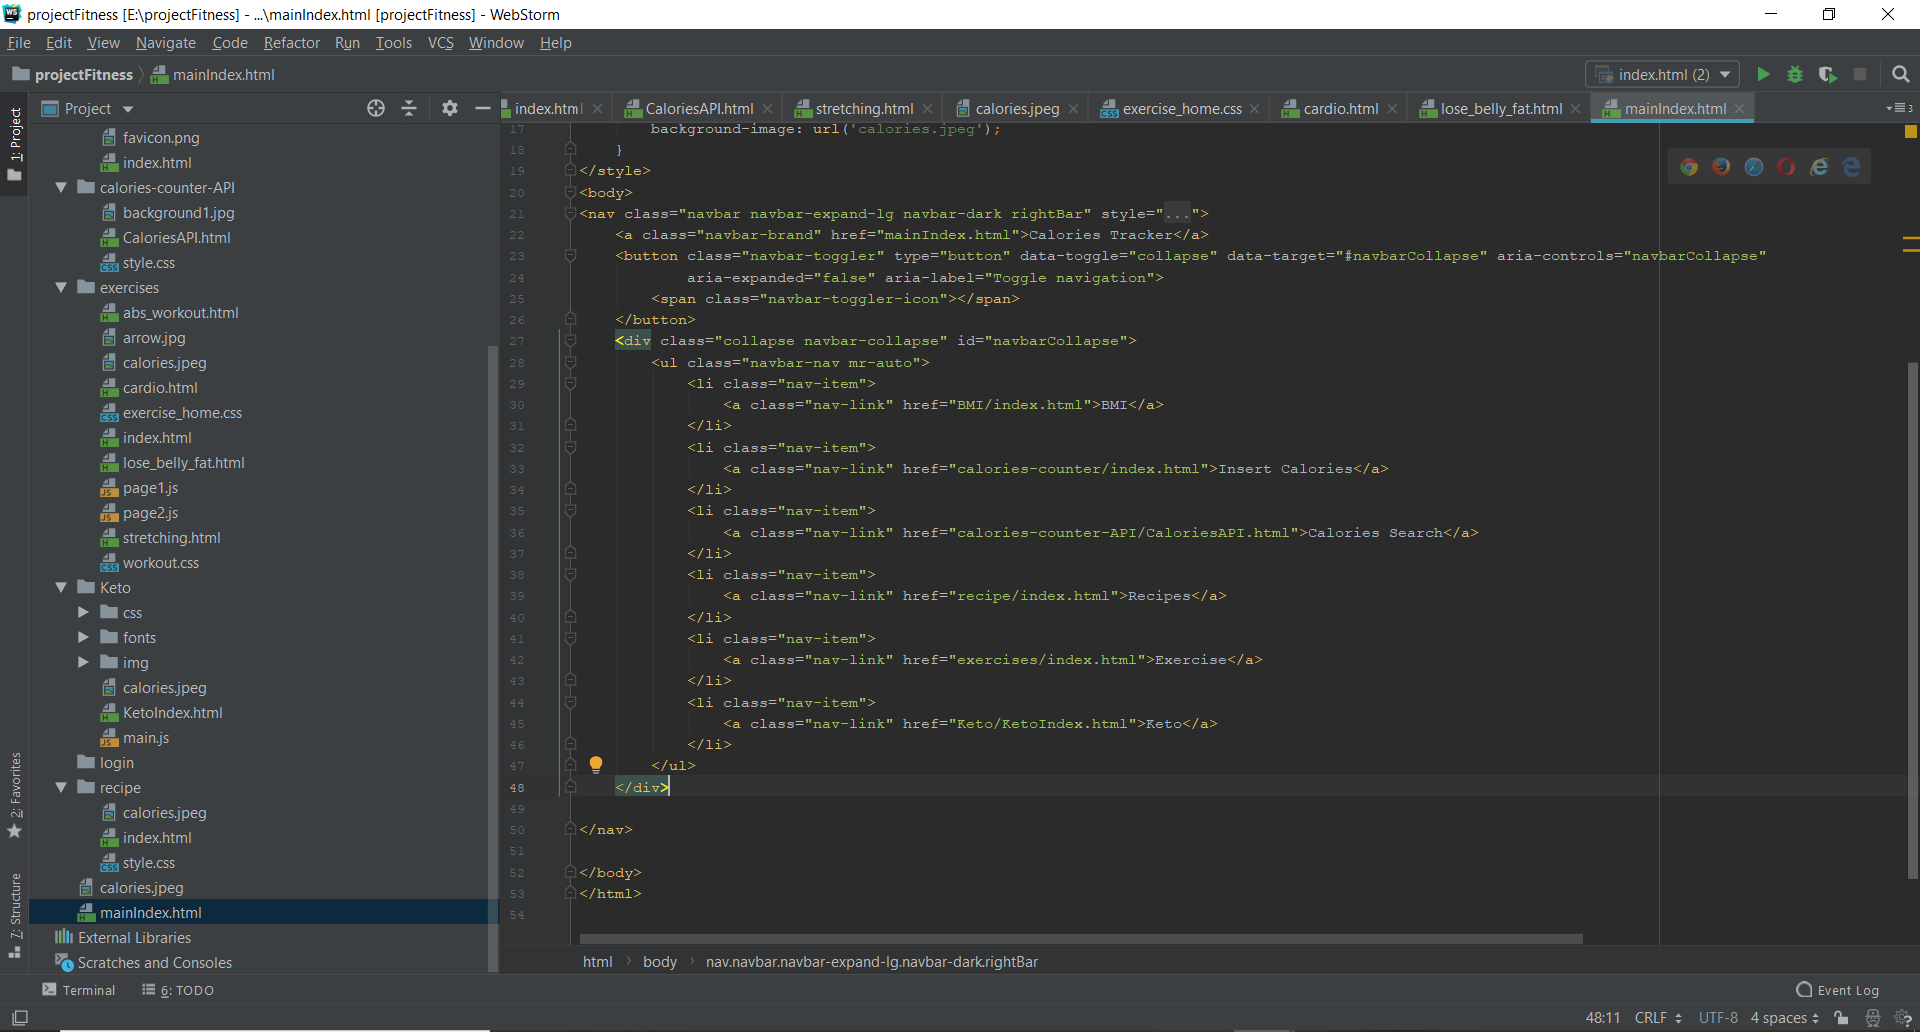 projectFitness [E:\projectFitness] - ...\mainIndex.html [projectFitness] - WebStorm
File Edit View Navigate Code Refactor Run Tools VCS Window Help
projectFitness mainIndex.html
index.html (2)
Project
index.html CaloriesAPI.html stretching.html calories.jpeg exercise_home.css cardio.html lose_belly_fat.html mainIndex.html
3
1: Project
2: Favorites
7: Structure
favicon.png
index.html
calories-counter-API
background1.jpg
CaloriesAPI.html
style.css
exercises
abs_workout.html
arrow.jpg
calories.jpeg
cardio.html
exercise_home.css
index.html
lose_belly_fat.html
page1.js
page2.js
stretching.html
workout.css
Keto
css
fonts
img
calories.jpeg
KetoIndex.html
main.js
login
recipe
calories.jpeg
index.html
style.css
calories.jpeg
mainIndex.html
External Libraries
Scratches and Consoles
17 background-image: url('calories.jpeg');
18 }
19 </style>
20 <body>
21 <nav class="navbar navbar-expand-lg navbar-dark rightBar" style="...">
22 <a class="navbar-brand" href="mainIndex.html">Calories Tracker</a>
23 <button class="navbar-toggler" type="button" data-toggle="collapse" data-target="#navbarCollapse" aria-controls="navbarCollapse"
24 aria-expanded="false" aria-label="Toggle navigation">
25 <span class="navbar-toggler-icon"></span>
26 </button>
27 <div class="collapse navbar-collapse" id="navbarCollapse">
28 <ul class="navbar-nav mr-auto">
29 <li class="nav-item">
30 <a class="nav-link" href="BMI/index.html">BMI</a>
31 </li>
32 <li class="nav-item">
33 <a class="nav-link" href="calories-counter/index.html">Insert Calories</a>
34 </li>
35 <li class="nav-item">
36 <a class="nav-link" href="calories-counter-API/CaloriesAPI.html">Calories Search</a>
37 </li>
38 <li class="nav-item">
39 <a class="nav-link" href="recipe/index.html">Recipes</a>
40 </li>
41 <li class="nav-item">
42 <a class="nav-link" href="exercises/index.html">Exercise</a>
43 </li>
44 <li class="nav-item">
45 <a class="nav-link" href="Keto/KetoIndex.html">Keto</a>
46 </li>
47 </ul>
48 </div>
49
50 </nav>
51
52 </body>
53 </html>
54
html body nav.navbar.navbar-expand-lg.navbar-dark.rightBar
Terminal 6: TODO Event Log
48:11 CRLF UTF-8 4 spaces